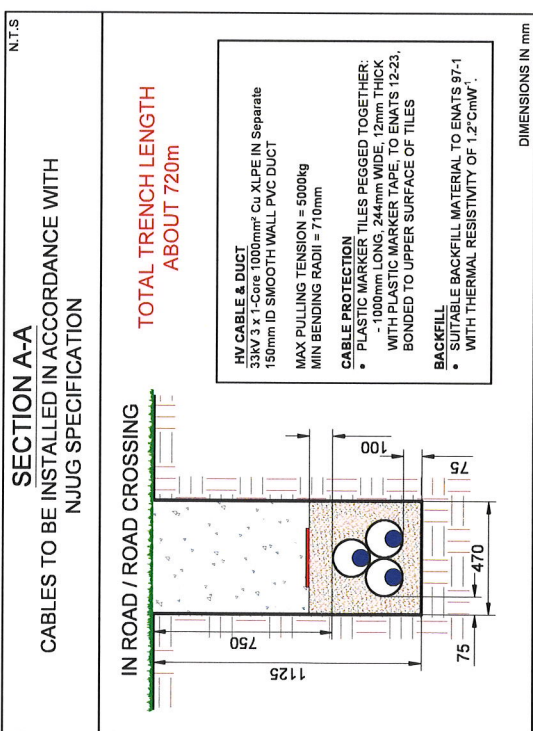 N.T.S
SECTION A-A
CABLES TO BE INSTALLED IN ACCORDANCE WITH
NJUG SPECIFICATION
IN ROAD / ROAD CROSSING
TOTAL TRENCH LENGTH
ABOUT 720m
1125
750
100
75
75
470
HV CABLE & DUCT
33kV 3 x 1-Core 1000mm² Cu XLPE IN Separate
150mm ID SMOOTH WALL PVC DUCT
MAX PULLING TENSION = 5000kg
MIN BENDING RADII = 710mm
CABLE PROTECTION
• PLASTIC MARKER TILES PEGGED TOGETHER:
- 1000mm LONG, 244mm WIDE, 12mm THICK
WITH PLASTIC MARKER TAPE, TO ENATS 12-23,
BONDED TO UPPER SURFACE OF TILES
BACKFILL
• SUITABLE BACKFILL MATERIAL TO ENATS 97-1
WITH THERMAL RESISTIVITY OF 1.2°CmW⁻¹.
DIMENSIONS IN mm